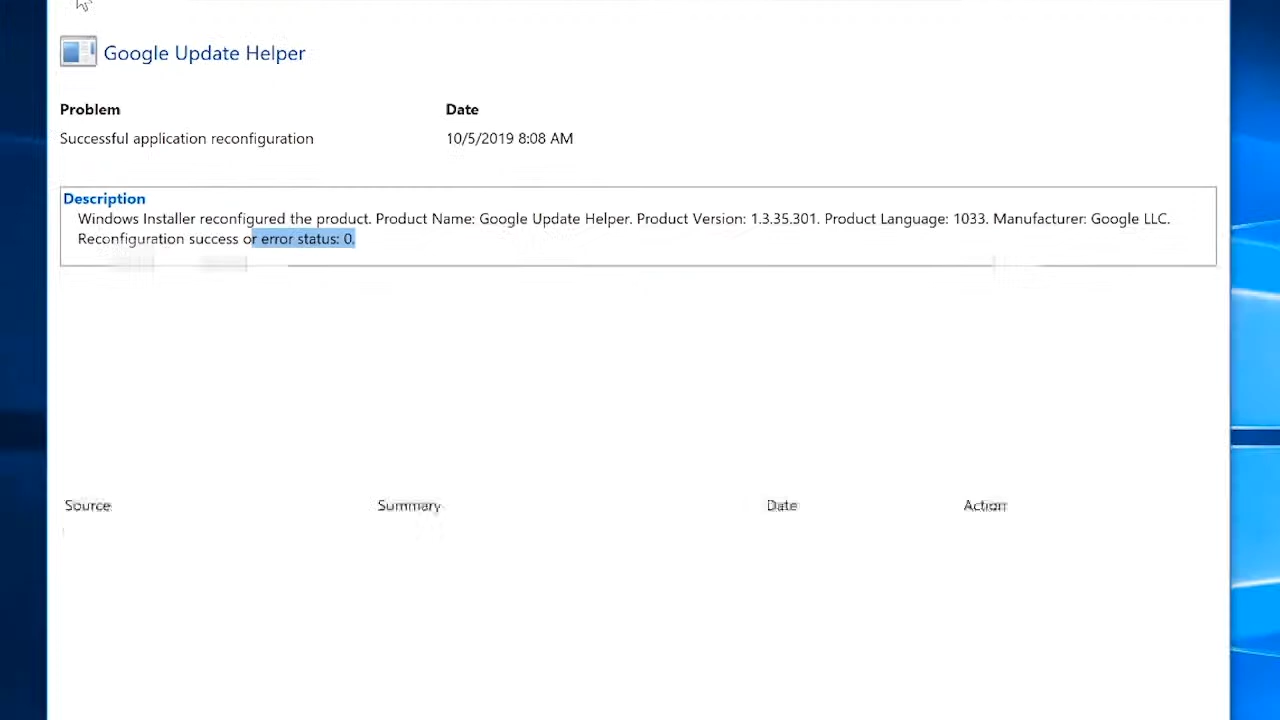 Google Update Helper
Problem Date
Successful application reconfiguration 10/5/2019 8:08 AM
Description
Windows Installer reconfigured the product. Product Name: Google Update Helper. Product Version: 1.3.35.301. Product Language: 1033. Manufacturer: Google LLC.
Reconfiguration success or error status: 0.
Source Summary Date Action